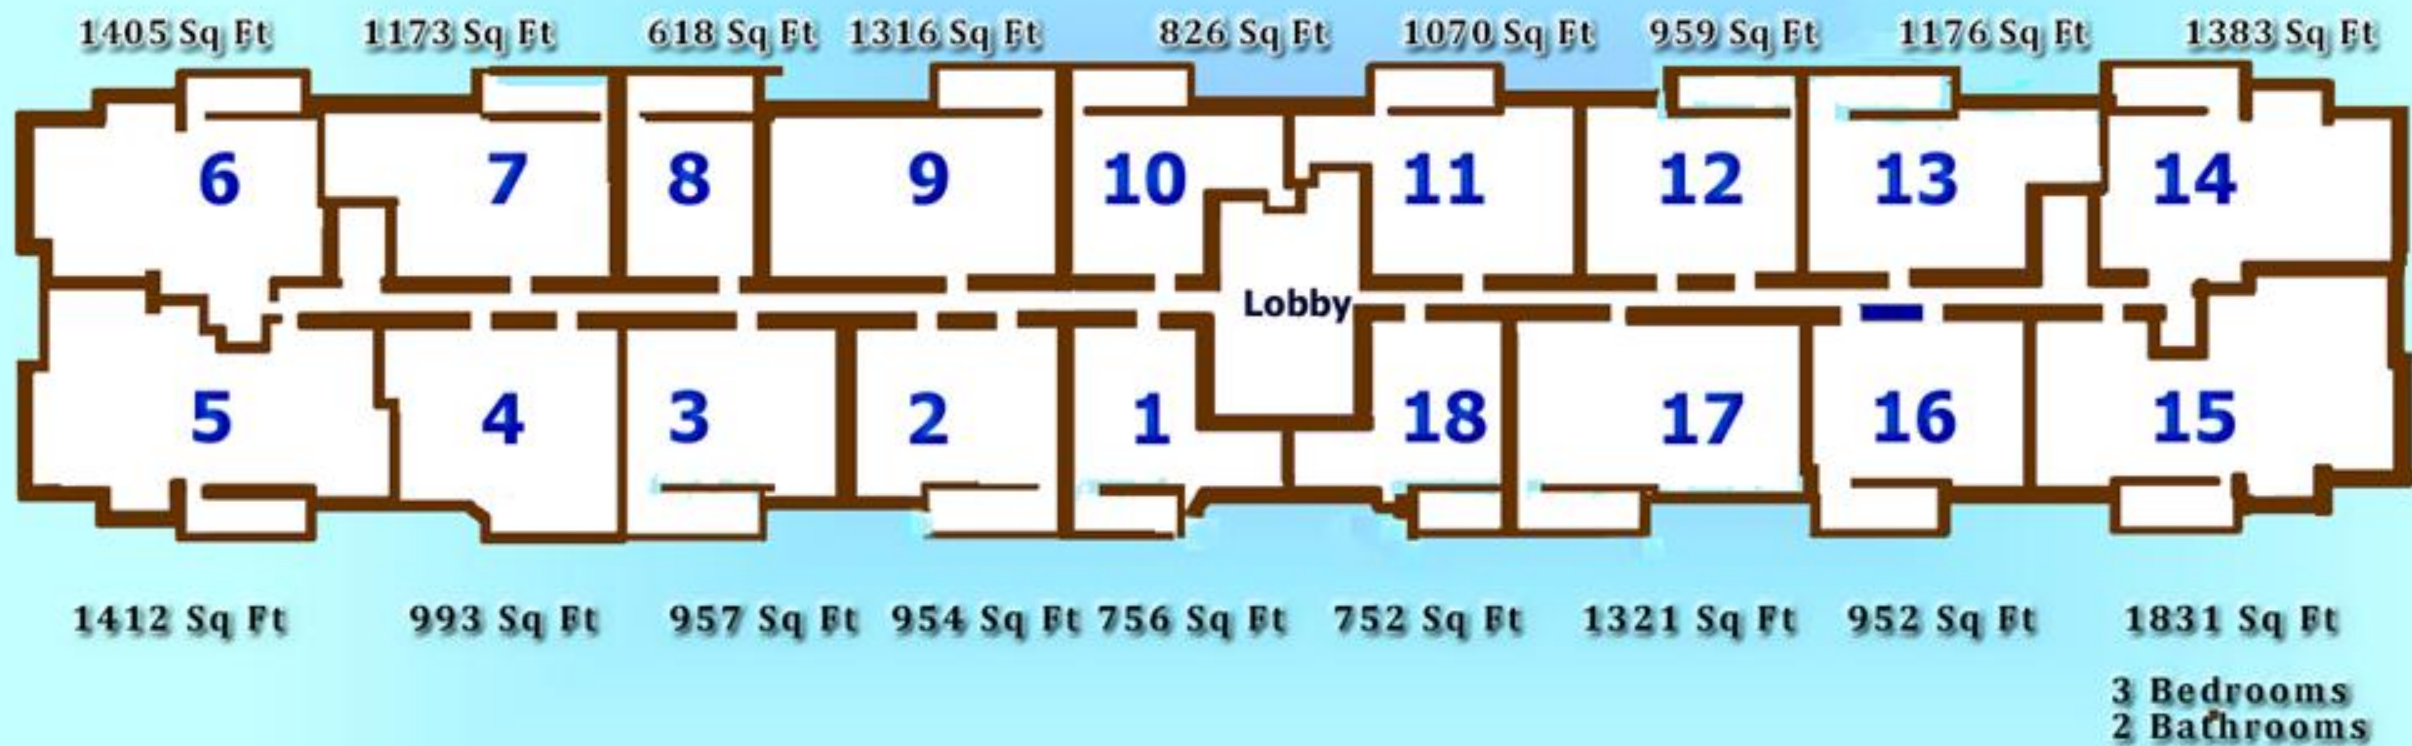 1405 Sq Ft 1173 Sq Ft 618 Sq Ft 1316 Sq Ft 826 Sq Ft 1070 Sq Ft 959 Sq Ft 1176 Sq Ft 1383 Sq Ft
6 7 8 9 10 11 12 13 14
Lobby
5 4 3 2 1 18 17 16 15
1412 Sq Ft 993 Sq Ft 957 Sq Ft 954 Sq Ft 756 Sq Ft 752 Sq Ft 1321 Sq Ft 952 Sq Ft 1831 Sq Ft
3 Bedrooms
2 Bathrooms